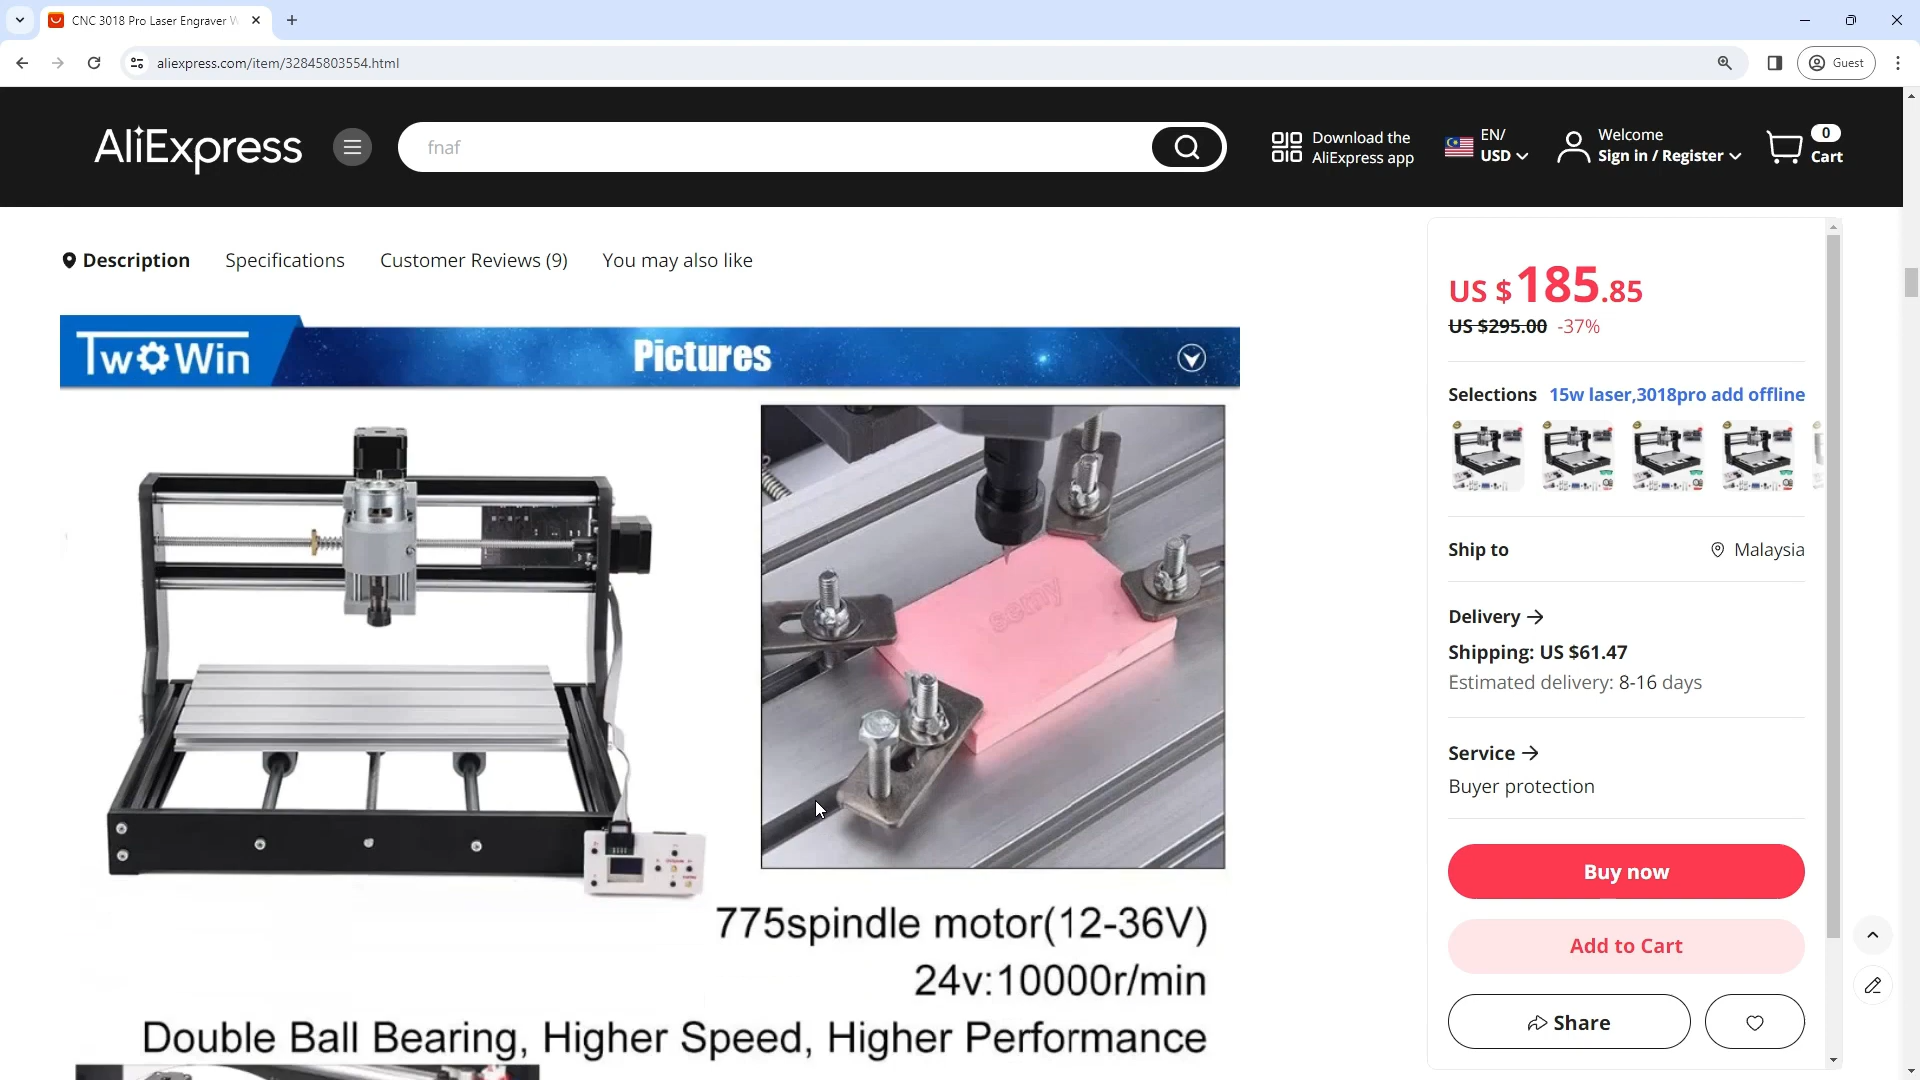 CNC 3018 Pro Laser Engraver W
aliexpress.com/item/32845803554.html
Guest
AliExpress
fnaf
Download the
AliExpress app
EN/
USD
Welcome
Sign in / Register
0
Cart
Description
Specifications
Customer Reviews (9)
You may also like
TwoWin
Pictures
semy
775spindle motor(12-36V)
24v:10000r/min
Double Ball Bearing, Higher Speed, Higher Performance
US $185.85
US $295.00 -37%
Selections 15w laser,3018pro add offline
Ship to
Malaysia
Delivery
Shipping: US $61.47
Estimated delivery: 8-16 days
Service
Buyer protection
Buy now
Add to Cart
Share